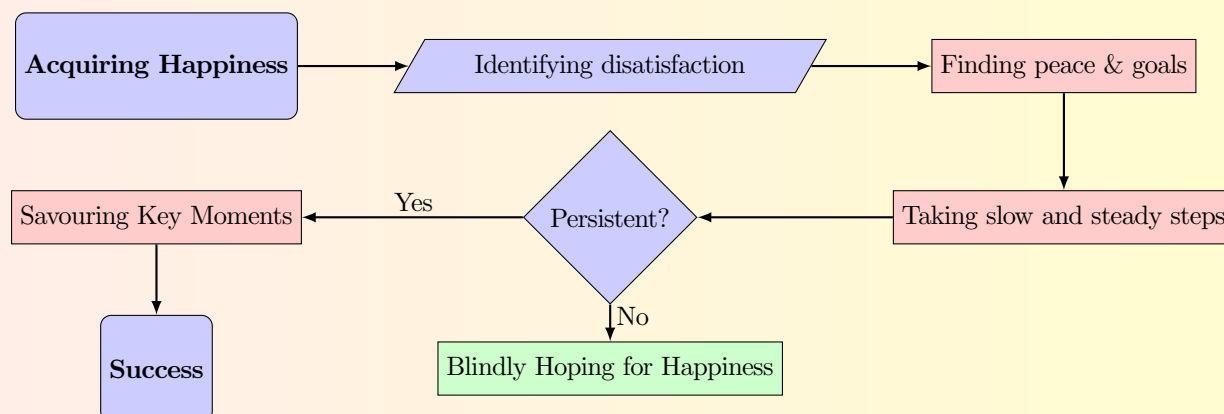 Acquiring Happiness
Identifying disatisfaction
Finding peace & goals
Taking slow and steady steps
Persistent?
Yes
Savouring Key Moments
No
Success
Blindly Hoping for Happiness